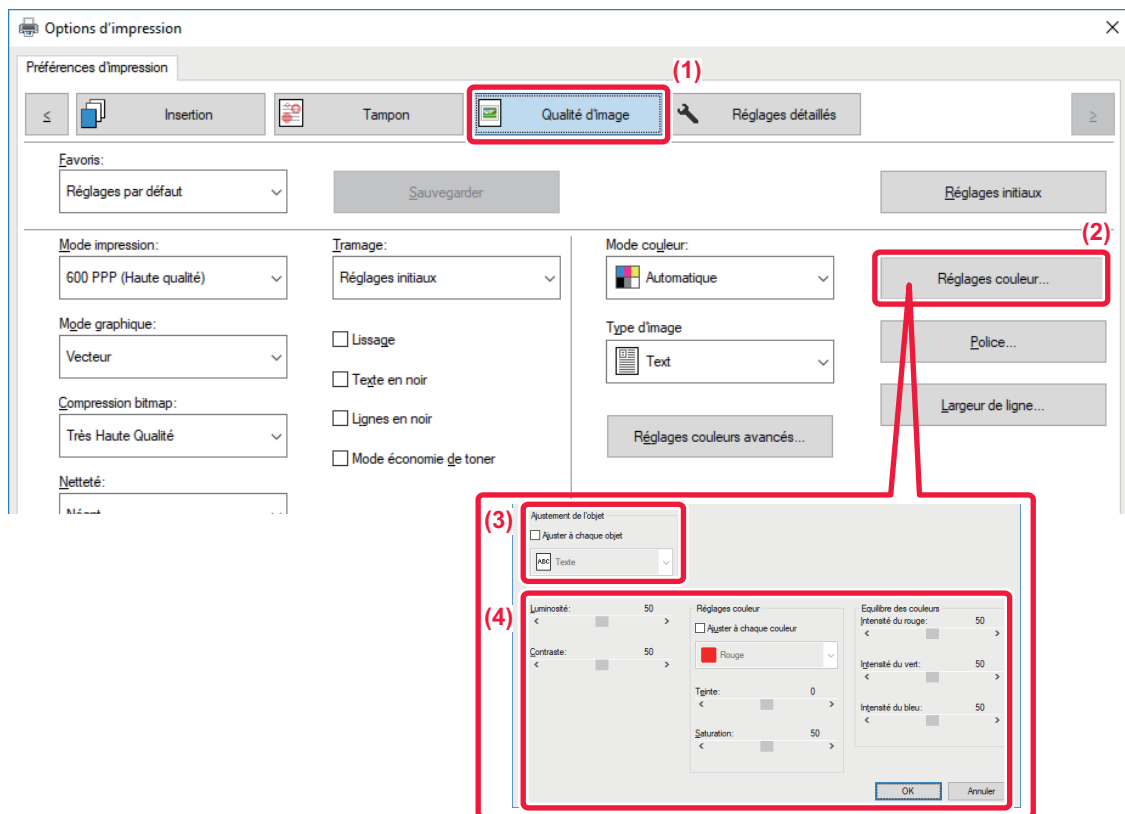 Options d'impression
Préférences d'impression
(1)
< Insertion Tampon Qualité d'image Réglages détaillés >
Favoris:
Réglages par défaut Sauvegarder Réglages initiaux
(2)
Mode impression: Tramage: Mode couleur:
600 PPP (Haute qualité) Réglages initiaux Automatique Réglages couleur...
Mode graphique: Lissage Type d'image
Vecteur Text Police...
Texte en noir
Compression bitmap: Lignes en noir Largeur de ligne...
Très Haute Qualité Réglages couleurs avancés...
Mode économie de toner
Netteté:
Néant
(3) Ajustement de l'objet
Ajuster à chaque objet
ABC Texte
(4) Luminosité: 50 Réglages couleur Equilibre des couleurs
Ajuster à chaque couleur Intensité du rouge: 50
Contraste: 50 Rouge
Intensité du vert: 50
Teinte: 0
Intensité du bleu: 50
Saturation: 50
OK Annuler